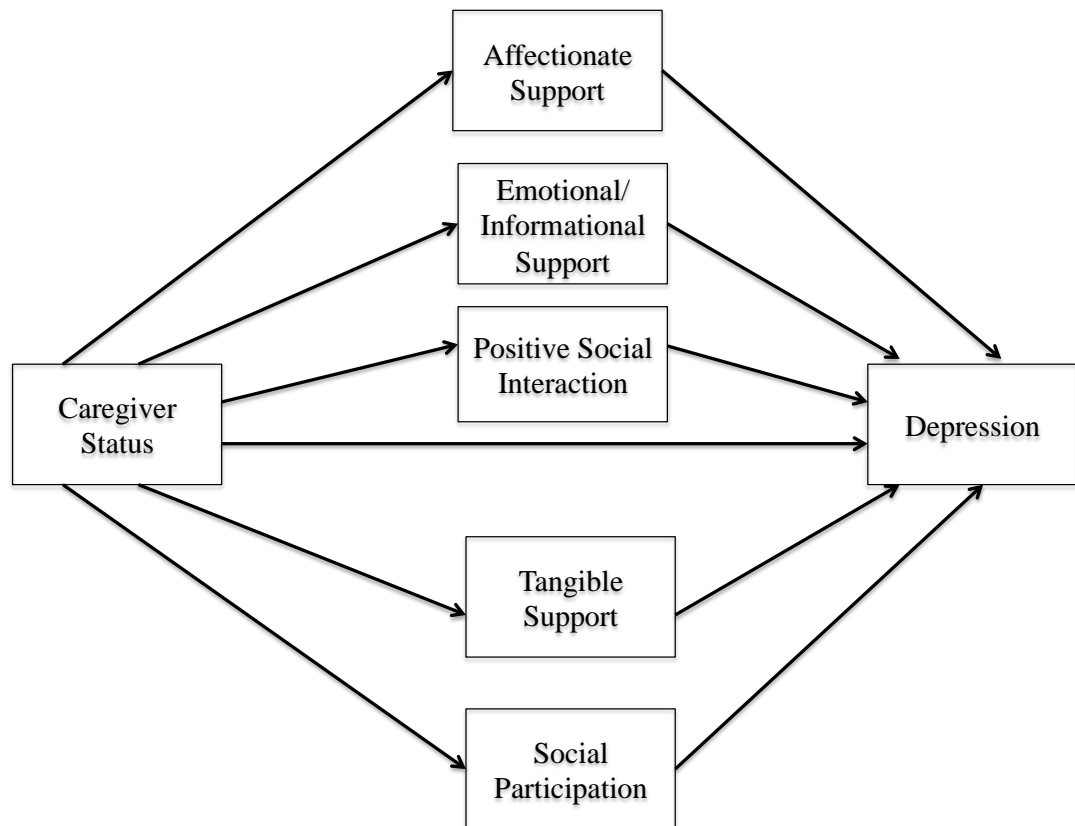 Affectionate
Support
Emotional/
Informational
Support
Positive Social
Interaction
Caregiver
Status
Depression
Tangible
Support
Social
Participation